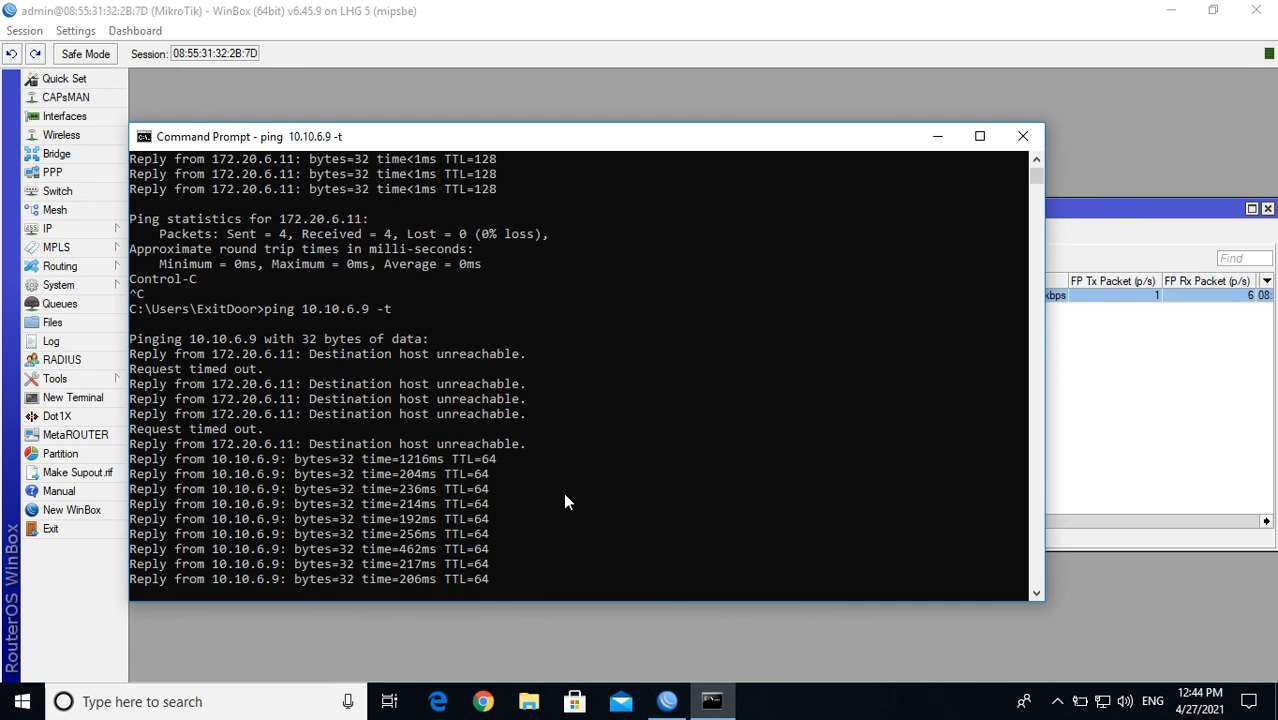 admin@08:55:31:32:2B:7D (MikroTik) - WinBox (64bit) v6.45.9 on LHG 5 (mipsbe)
Session Settings Dashboard
Safe Mode Session: 08:55:31:32:2B:7D
Quick Set
CAPsMAN
Interfaces
Wireless
Bridge
PPP
Switch
Mesh
IP
MPLS
Routing
System
Queues
Files
Log
RADIUS
Tools
New Terminal
Dot1X
MetaROUTER
Partition
Make Supout.rif
Manual
New WinBox
Exit
RouterOS WinBox
Command Prompt - ping 10.10.6.9 -t
Reply from 172.20.6.11: bytes=32 time<1ms TTL=128
Reply from 172.20.6.11: bytes=32 time<1ms TTL=128
Reply from 172.20.6.11: bytes=32 time<1ms TTL=128
Ping statistics for 172.20.6.11:
Packets: Sent = 4, Received = 4, Lost = 0 (0% loss),
Approximate round trip times in milli-seconds:
Minimum = 0ms, Maximum = 0ms, Average = 0ms
Control-C
^C
C:\Users\ExitDoor>ping 10.10.6.9 -t
Pinging 10.10.6.9 with 32 bytes of data:
Reply from 172.20.6.11: Destination host unreachable.
Request timed out.
Reply from 172.20.6.11: Destination host unreachable.
Reply from 172.20.6.11: Destination host unreachable.
Reply from 172.20.6.11: Destination host unreachable.
Request timed out.
Reply from 172.20.6.11: Destination host unreachable.
Reply from 10.10.6.9: bytes=32 time=1216ms TTL=64
Reply from 10.10.6.9: bytes=32 time=204ms TTL=64
Reply from 10.10.6.9: bytes=32 time=236ms TTL=64
Reply from 10.10.6.9: bytes=32 time=214ms TTL=64
Reply from 10.10.6.9: bytes=32 time=192ms TTL=64
Reply from 10.10.6.9: bytes=32 time=256ms TTL=64
Reply from 10.10.6.9: bytes=32 time=462ms TTL=64
Reply from 10.10.6.9: bytes=32 time=217ms TTL=64
Reply from 10.10.6.9: bytes=32 time=206ms TTL=64
Find
FP Tx Packet (p/s) FP Rx Packet (p/s)
kbps 1 6 08:
Type here to search
ENG
12:44 PM
4/27/2021